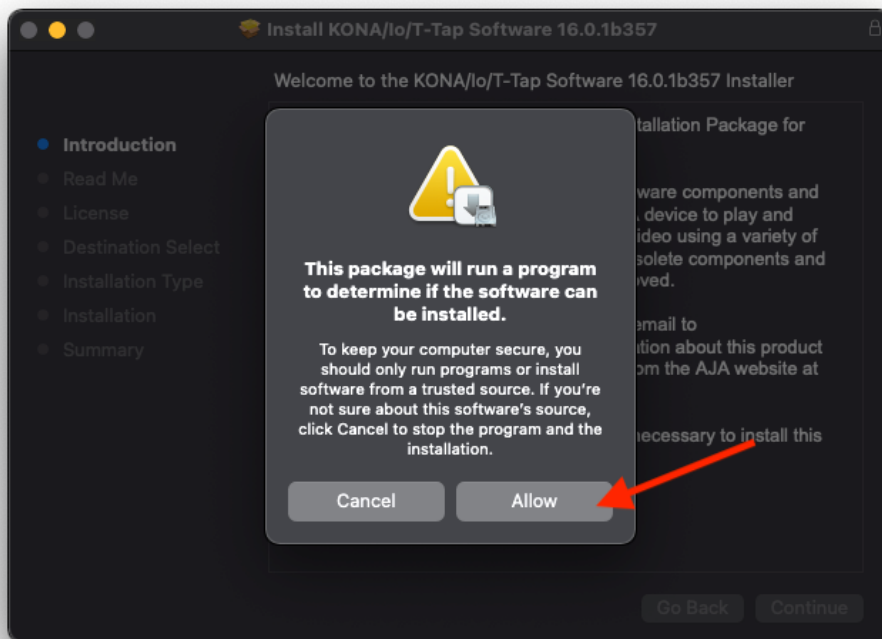 Install KONA/Io/T-Tap Software 16.0.1b357
Welcome to the KONA/Io/T-Tap Software 16.0.1b357 Installer
Introduction
Read Me
License
Destination Select
Installation Type
Installation
Summary
tallation Package for
ware components and
device to play and
ideo using a variety of
solete components and
oved.
email to
tion about this product
om the AJA website at
necessary to install this
This package will run a program
to determine if the software can
be installed.
To keep your computer secure, you
should only run programs or install
software from a trusted source. If you're
not sure about this software's source,
click Cancel to stop the program and the
installation.
Cancel
Allow
Go Back
Continue